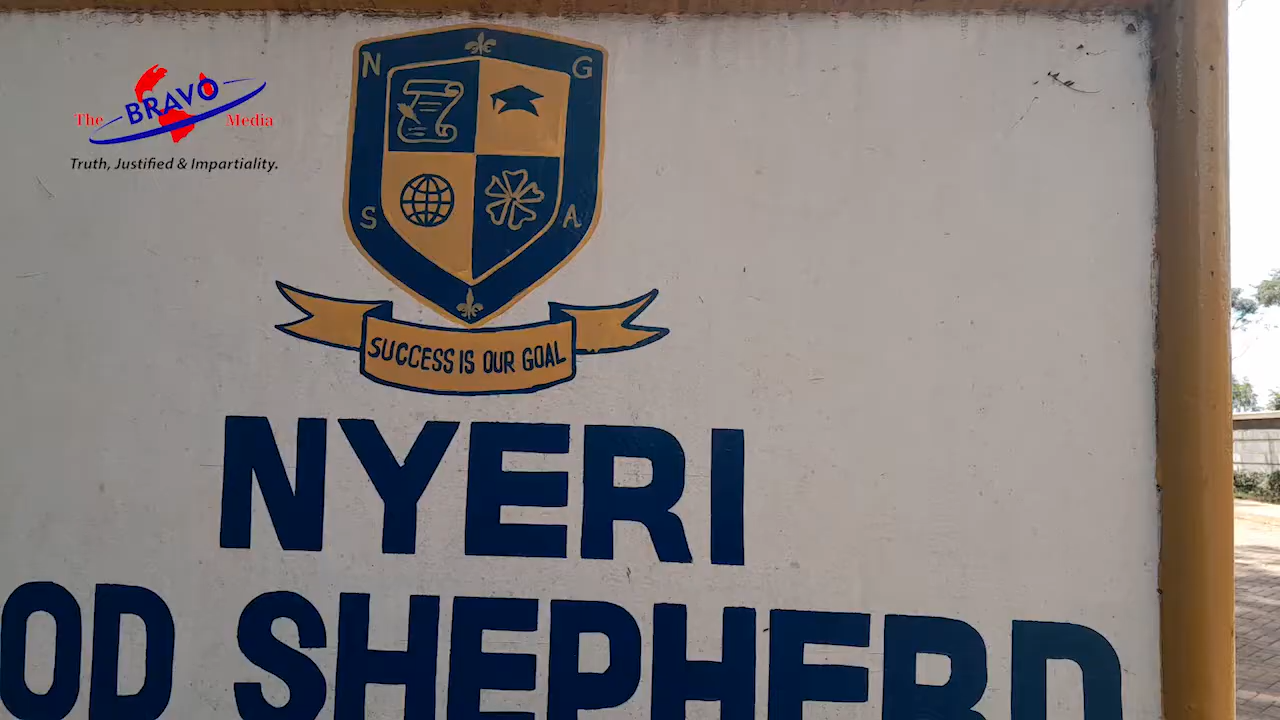 The BRAVO Media
Truth, Justified & Impartiality.
N G
S A
SUCCESS IS OUR GOAL
NYERI
OD SHEPHERD